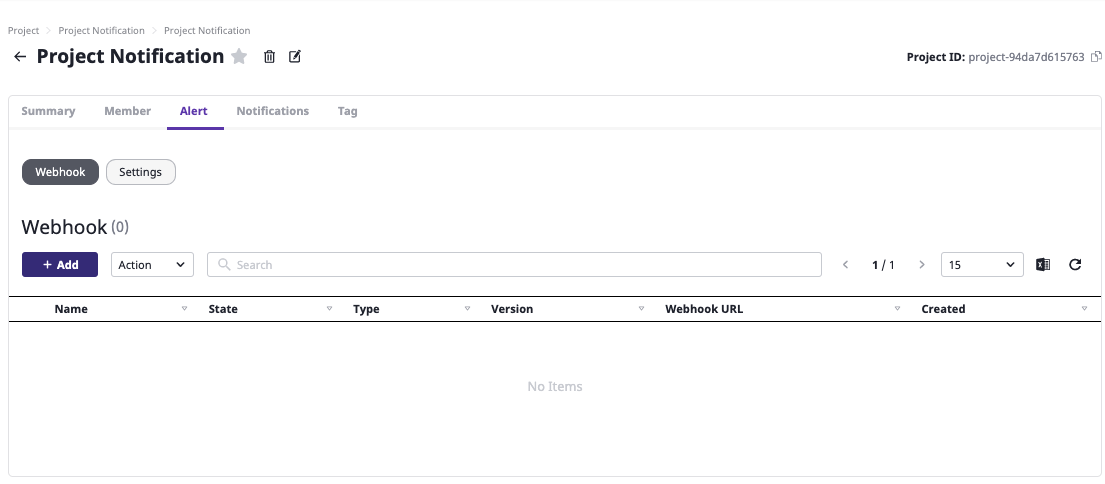 Project > Project Notification > Project Notification
Project Notification
Project ID: project-94da7d615763
Summary Member Alert Notifications Tag
Webhook Settings
Webhook (0)
+ Add Action Search < 1 / 1 > 15
Name State Type Version Webhook URL Created
No Items